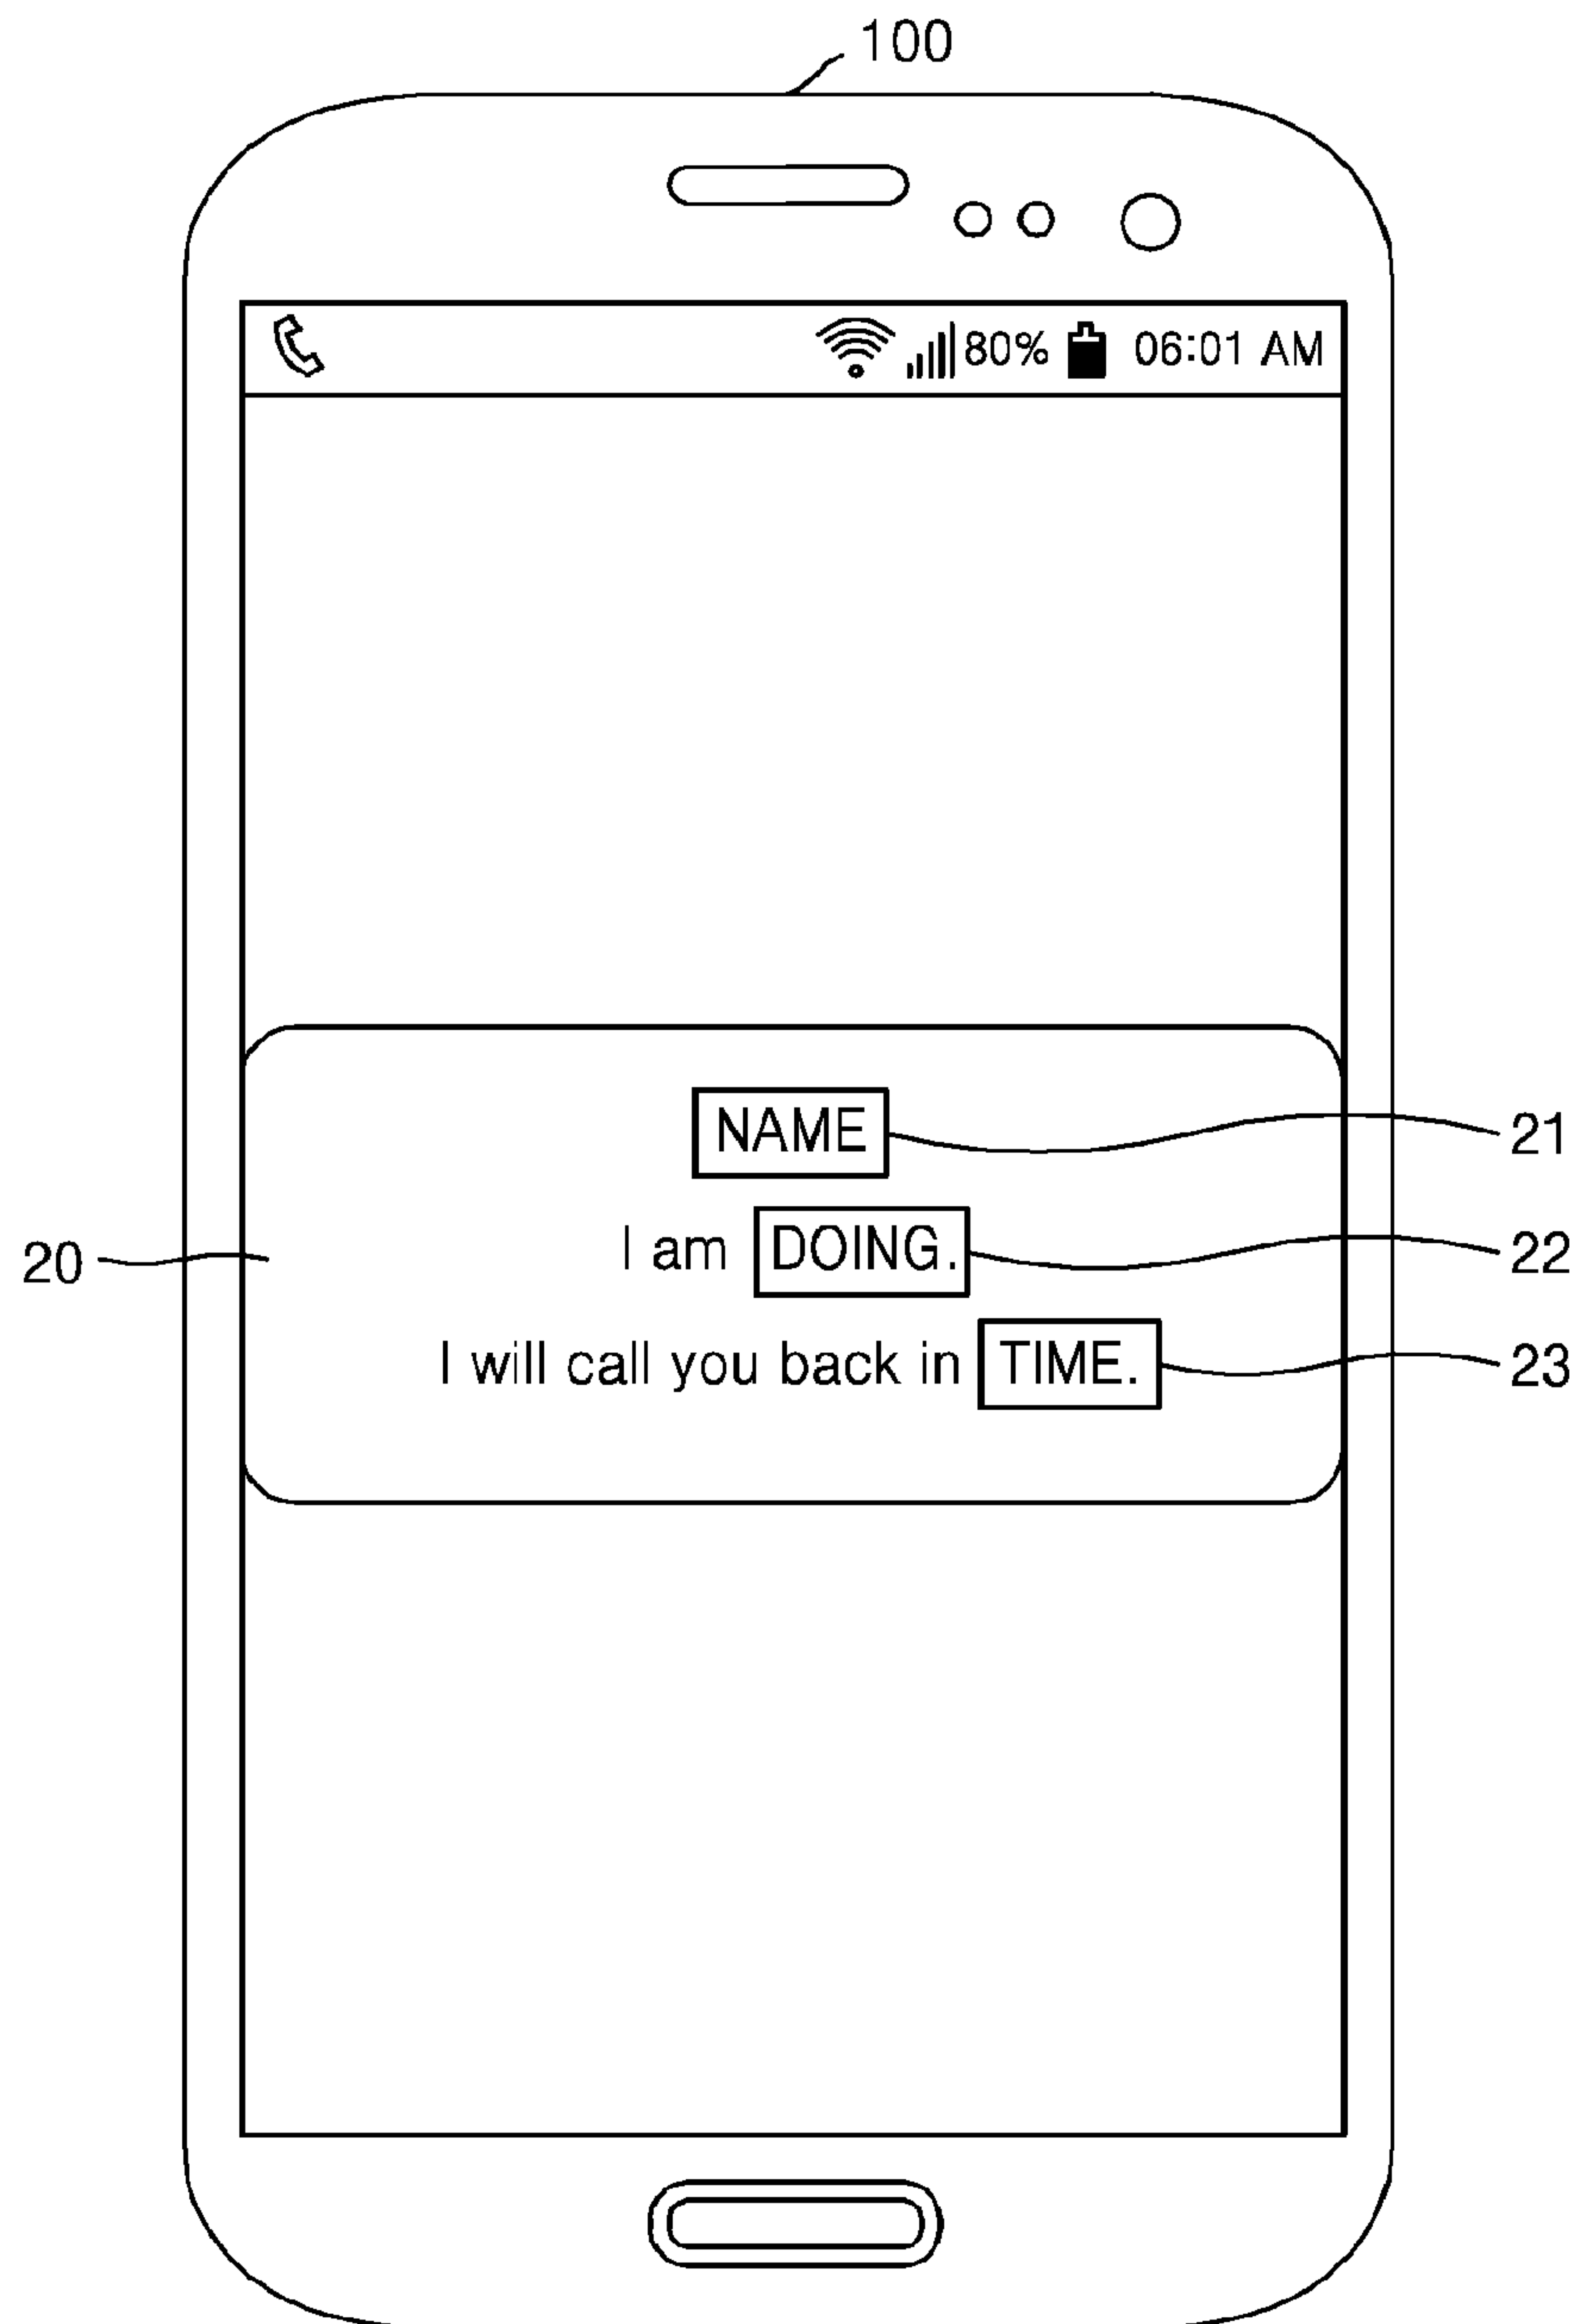 100
80% 06:01 AM
NAME
21
I am DOING.
22
20
I will call you back in TIME.
23